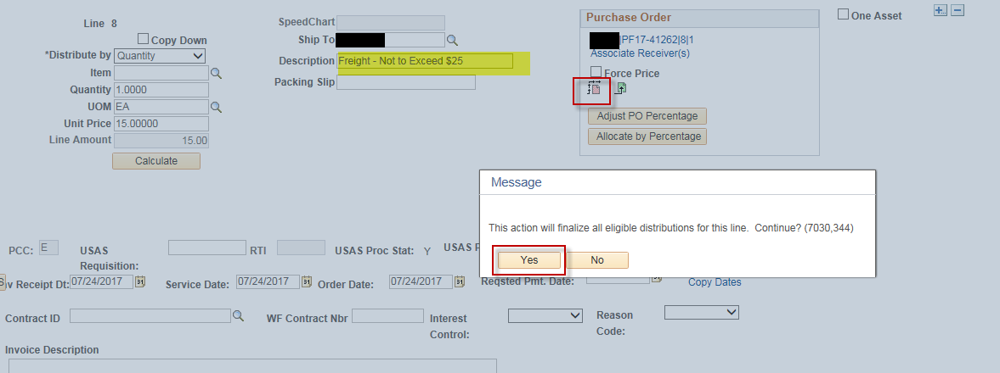 Line 8
Copy Down
*Distribute by Quantity
Item
Quantity 1.0000
UOM EA
Unit Price 15.00000
Line Amount 15.00
Calculate
SpeedChart
Ship To
Description Freight - Not to Exceed $25
Packing Slip
Purchase Order
|PF17-41262|8|1
Associate Receiver(s)
Force Price
Adjust PO Percentage
Allocate by Percentage
One Asset
Message
This action will finalize all eligible distributions for this line. Continue? (7030,344)
Yes No
PCC: E USAS Requisition: RTI USAS Proc Stat: Y USAS
v Receipt Dt: 07/24/2017 Service Date: 07/24/2017 Order Date: 07/24/2017 Reqsted Pmt. Date: Copy Dates
Contract ID WF Contract Nbr Interest Control: Reason Code:
Invoice Description